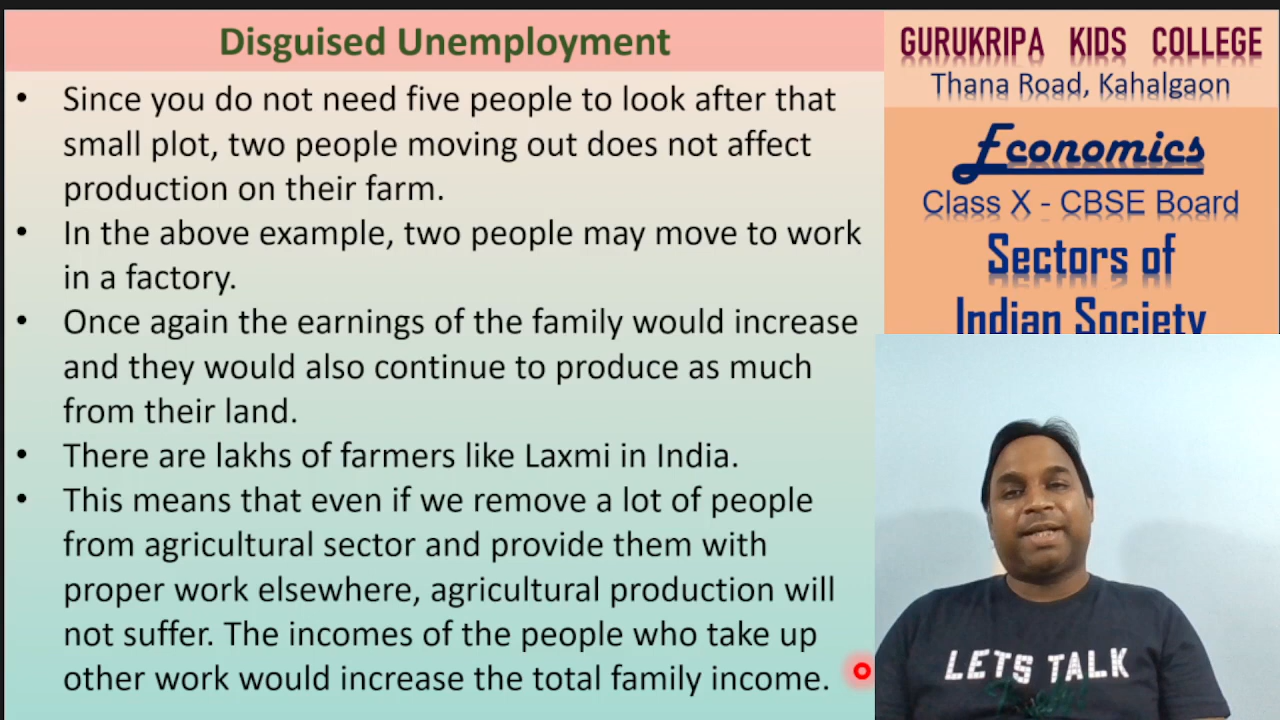 Disguised Unemployment
• Since you do not need five people to look after that
small plot, two people moving out does not affect
production on their farm.
• In the above example, two people may move to work
in a factory.
• Once again the earnings of the family would increase
and they would also continue to produce as much
from their land.
• There are lakhs of farmers like Laxmi in India.
• This means that even if we remove a lot of people
from agricultural sector and provide them with
proper work elsewhere, agricultural production will
not suffer. The incomes of the people who take up
other work would increase the total family income.
GURUKRIPA KIDS COLLEGE
Thana Road, Kahalgaon
Economics
Class X - CBSE Board
Sectors of
Indian Society
LETS TALK